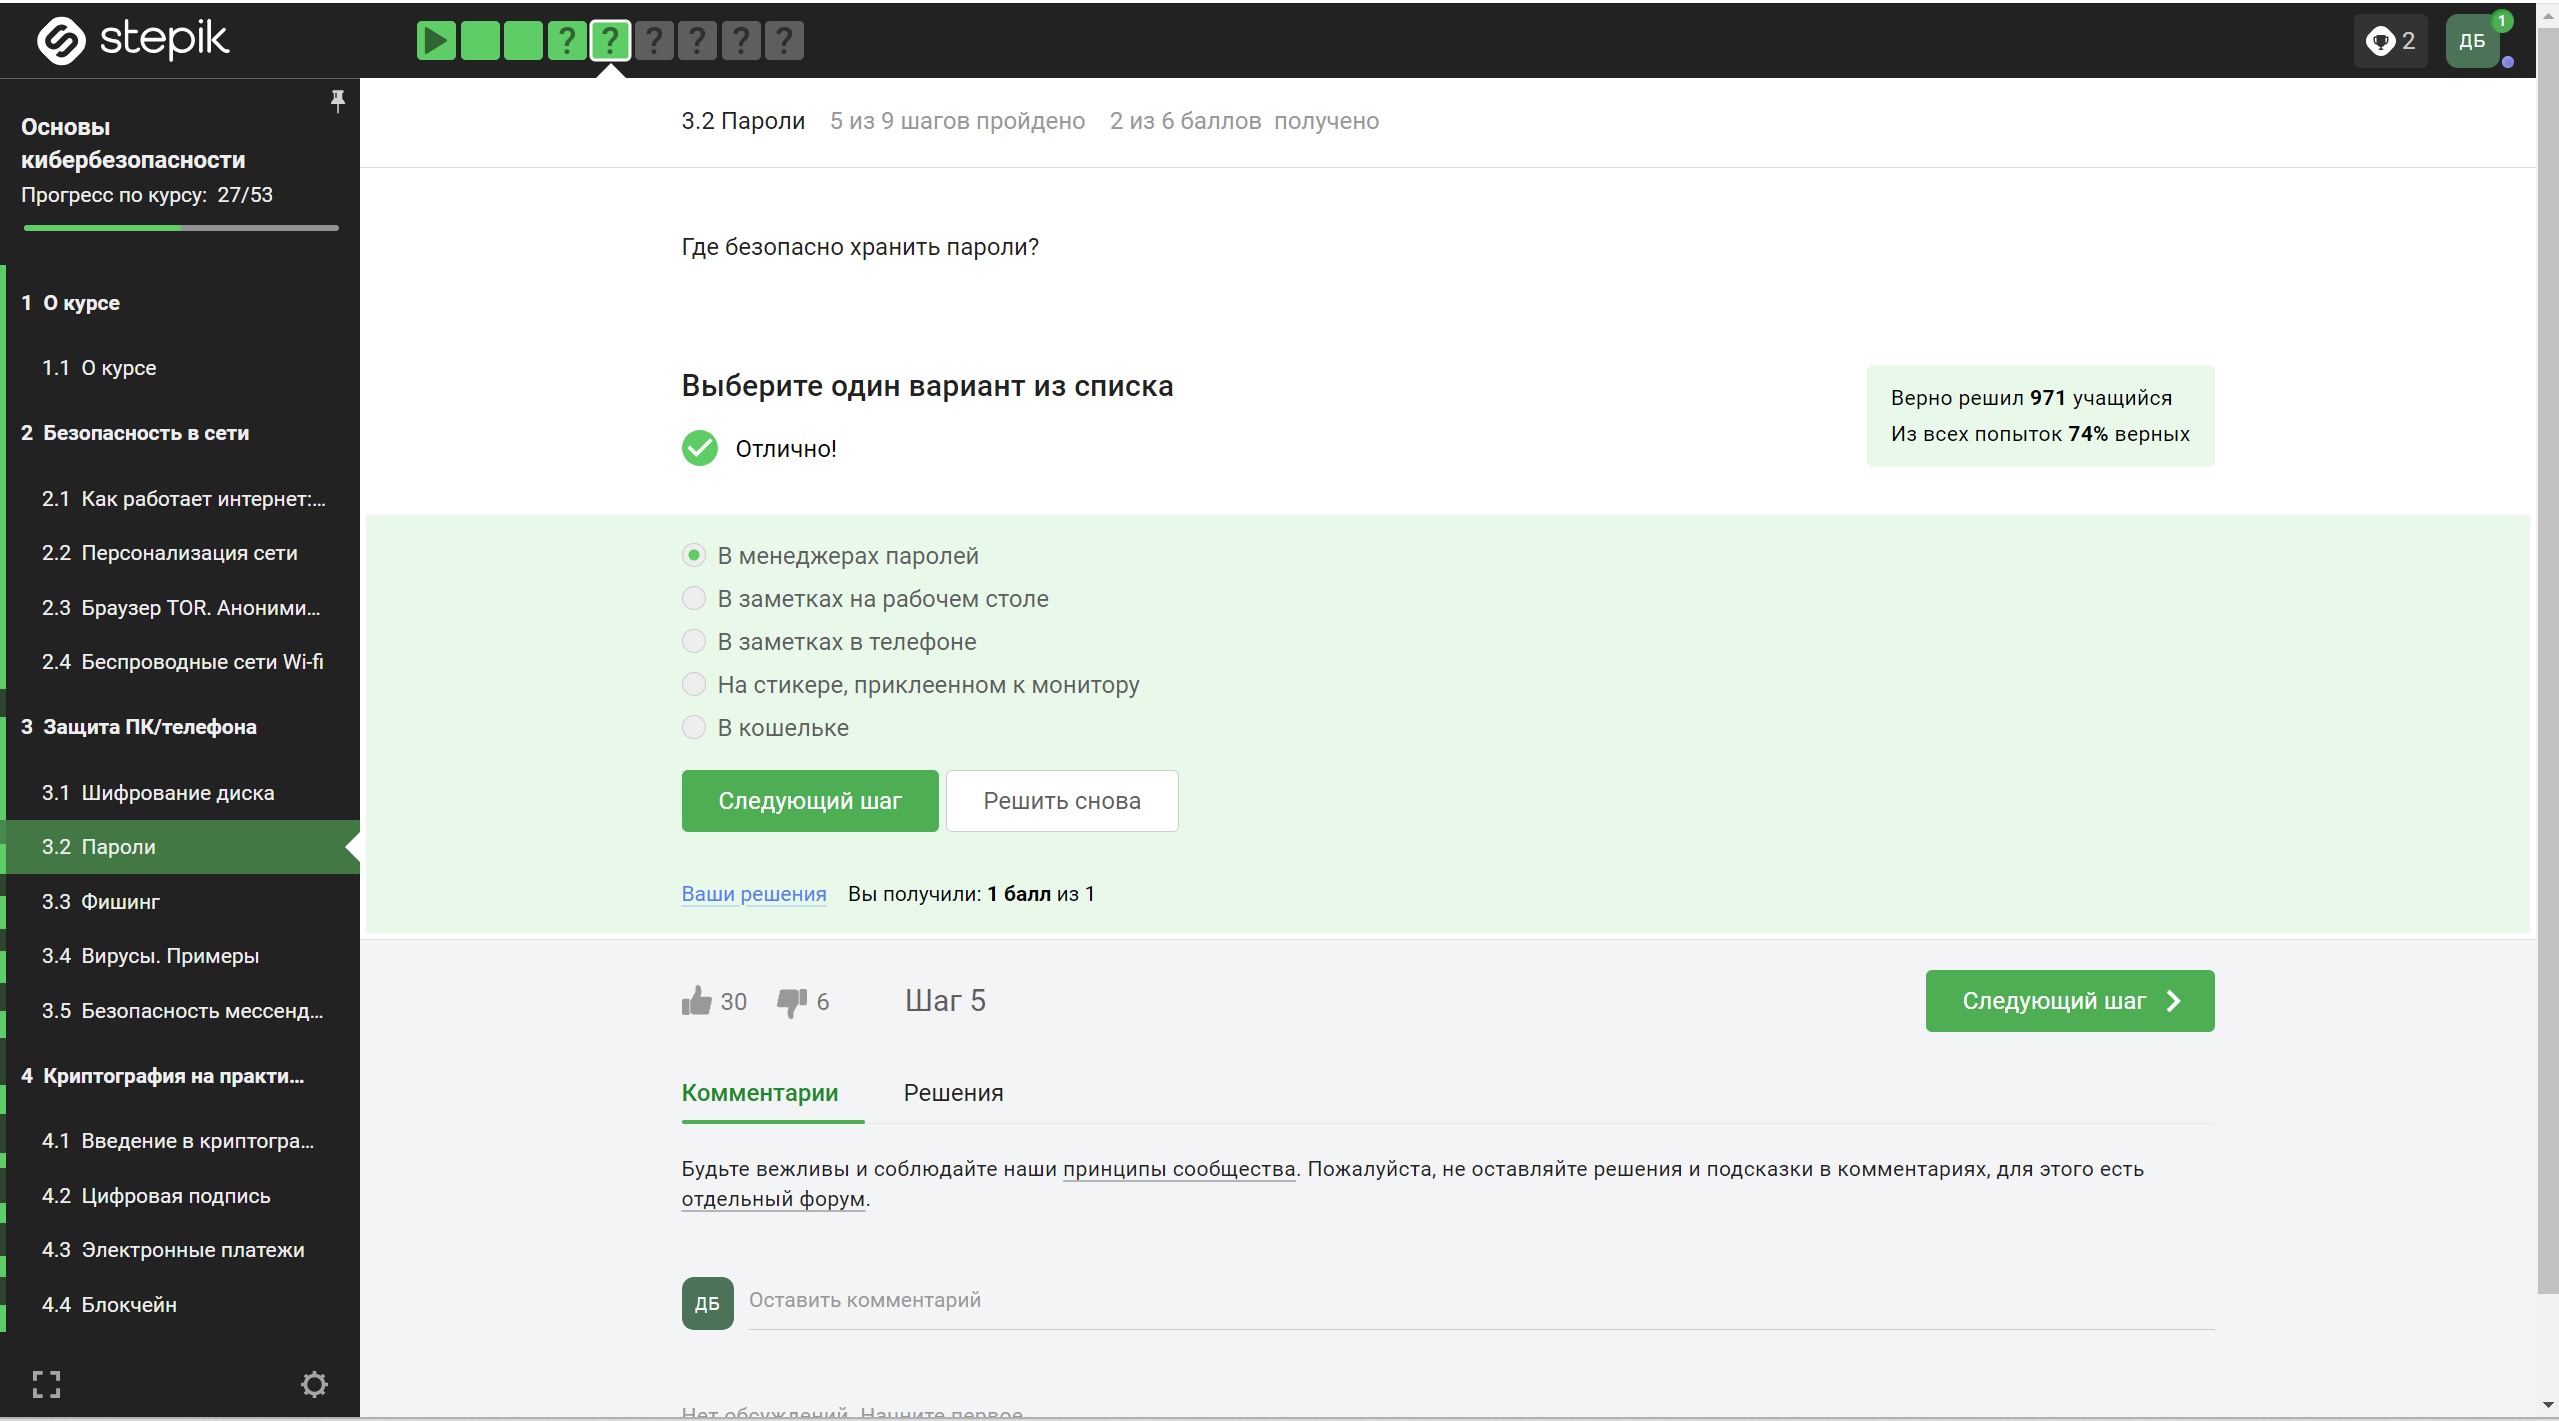 stepik
? ? ? ? ? ?
2
ДБ
1
Основы
кибербезопасности
Прогресс по курсу: 27/53
1 О курсе
1.1 О курсе
2 Безопасность в сети
2.1 Как работает интернет:...
2.2 Персонализация сети
2.3 Браузер TOR. Аноними...
2.4 Беспроводные сети Wi-fi
3 Защита ПК/телефона
3.1 Шифрование диска
3.2 Пароли
3.3 Фишинг
3.4 Вирусы. Примеры
3.5 Безопасность мессенд...
4 Криптография на практи...
4.1 Введение в криптогра...
4.2 Цифровая подпись
4.3 Электронные платежи
4.4 Блокчейн
3.2 Пароли 5 из 9 шагов пройдено 2 из 6 баллов получено
Где безопасно хранить пароли?
Выберите один вариант из списка
Отлично!
Верно решил 971 учащийся
Из всех попыток 74% верных
В менеджерах паролей
В заметках на рабочем столе
В заметках в телефоне
На стикере, приклеенном к монитору
В кошельке
Следующий шаг Решить снова
Ваши решения Вы получили: 1 балл из 1
30 6 Шаг 5
Следующий шаг
Комментарии Решения
Будьте вежливы и соблюдайте наши принципы сообщества. Пожалуйста, не оставляйте решения и подсказки в комментариях, для этого есть
отдельный форум.
ДБ Оставить комментарий
Нет обсуждений. Начните первое.